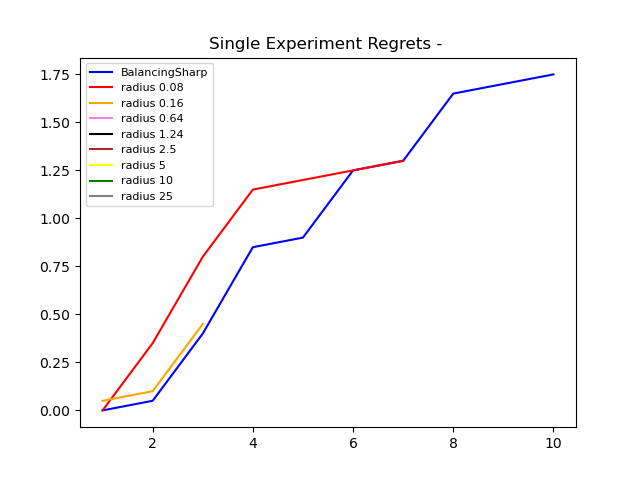 Single Experiment Regrets -
BalancingSharp
radius 0.08
radius 0.16
radius 0.64
radius 1.24
radius 2.5
radius 5
radius 10
radius 25
1.75
1.50
1.25
1.00
0.75
0.50
0.25
0.00
2 4 6 8 10